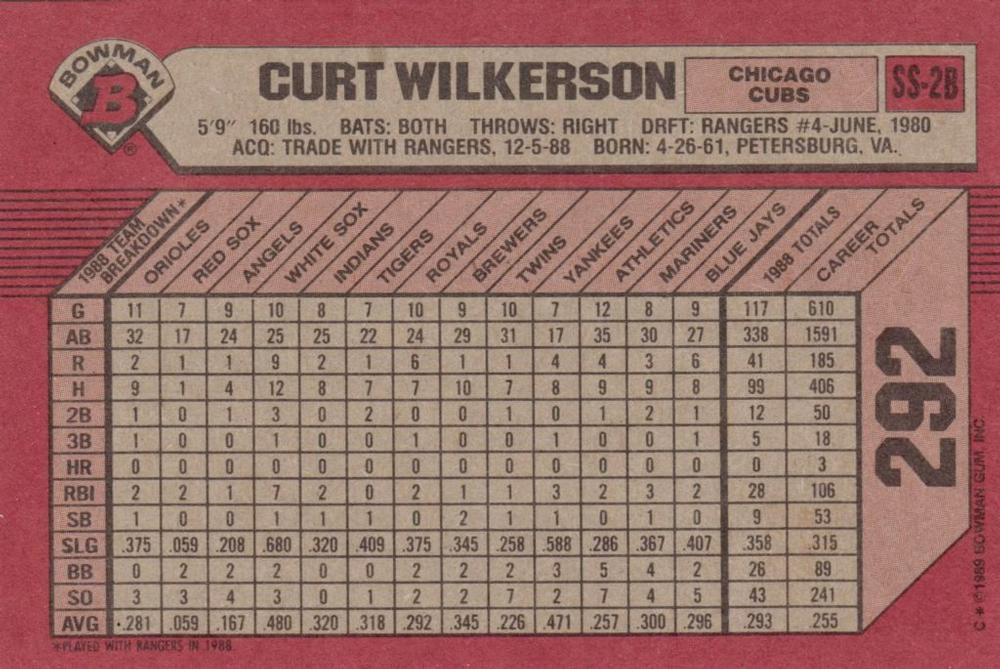 BOWMAN
B
®
CURT WILKERSON
CHICAGO
CUBS
SS-2B
5'9" 160 lbs. BATS: BOTH THROWS: RIGHT DRFT: RANGERS #4-JUNE, 1980
ACQ: TRADE WITH RANGERS, 12-5-88 BORN: 4-26-61, PETERSBURG, VA.
1988 TEAM
BREAKDOWN* ORIOLES RED SOX ANGELS WHITE SOX INDIANS TIGERS ROYALS BREWERS TWINS YANKEES ATHLETICS MARINERS BLUE JAYS 1988 TOTALS CAREER TOTALS
G 11 7 9 10 8 7 10 9 10 7 12 8 9 117 610
AB 32 17 24 25 25 22 24 29 31 17 35 30 27 338 1591
R 2 1 1 9 2 1 6 1 1 4 4 3 6 41 185
H 9 1 4 12 8 7 7 10 7 8 9 9 8 99 406
2B 1 0 1 3 0 2 0 0 1 0 1 2 1 12 50
3B 1 0 0 1 0 0 1 0 0 1 0 0 1 5 18
HR 0 0 0 0 0 0 0 0 0 0 0 0 0 0 3
RBI 2 2 1 7 2 0 2 1 1 3 2 3 2 28 106
SB 1 0 0 1 1 1 0 2 1 1 0 1 0 9 53
SLG .375 .059 .208 .680 .320 .409 .375 .345 .258 .588 .286 .367 .407 .358 .315
BB 0 2 2 2 0 0 2 2 2 3 5 4 2 26 89
SO 3 3 4 3 0 1 2 2 7 2 7 4 5 43 241
AVG .281 .059 .167 .480 .320 .318 .292 .345 .226 .471 .257 .300 .296 .293 .255
*PLAYED WITH RANGERS IN 1988.
292
C * © 1989 BOWMAN GUM, INC.